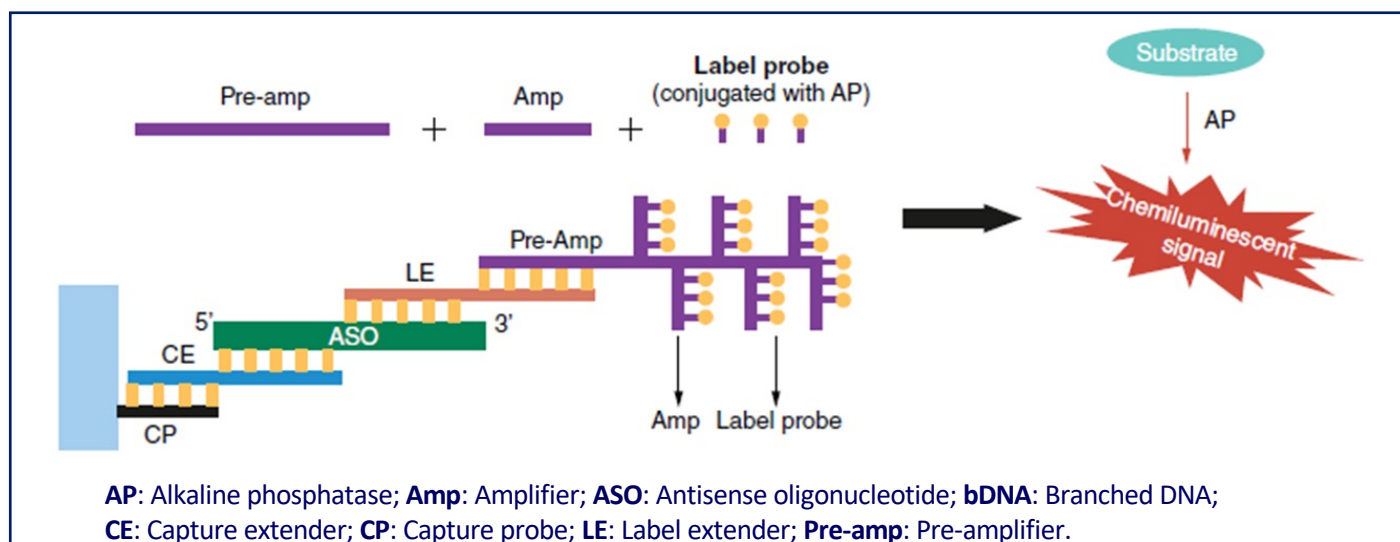 Substrate
Label probe
(conjugated with AP)
Pre-amp
Amp
AP
+
+
Chemiluminescent
signal
Pre-Amp
LE
5’
3’
ASO
CE
CP
Amp
Label probe
AP: Alkaline phosphatase; Amp: Amplifier; ASO: Antisense oligonucleotide; bDNA: Branched DNA;
CE: Capture extender; CP: Capture probe; LE: Label extender; Pre-amp: Pre-amplifier.